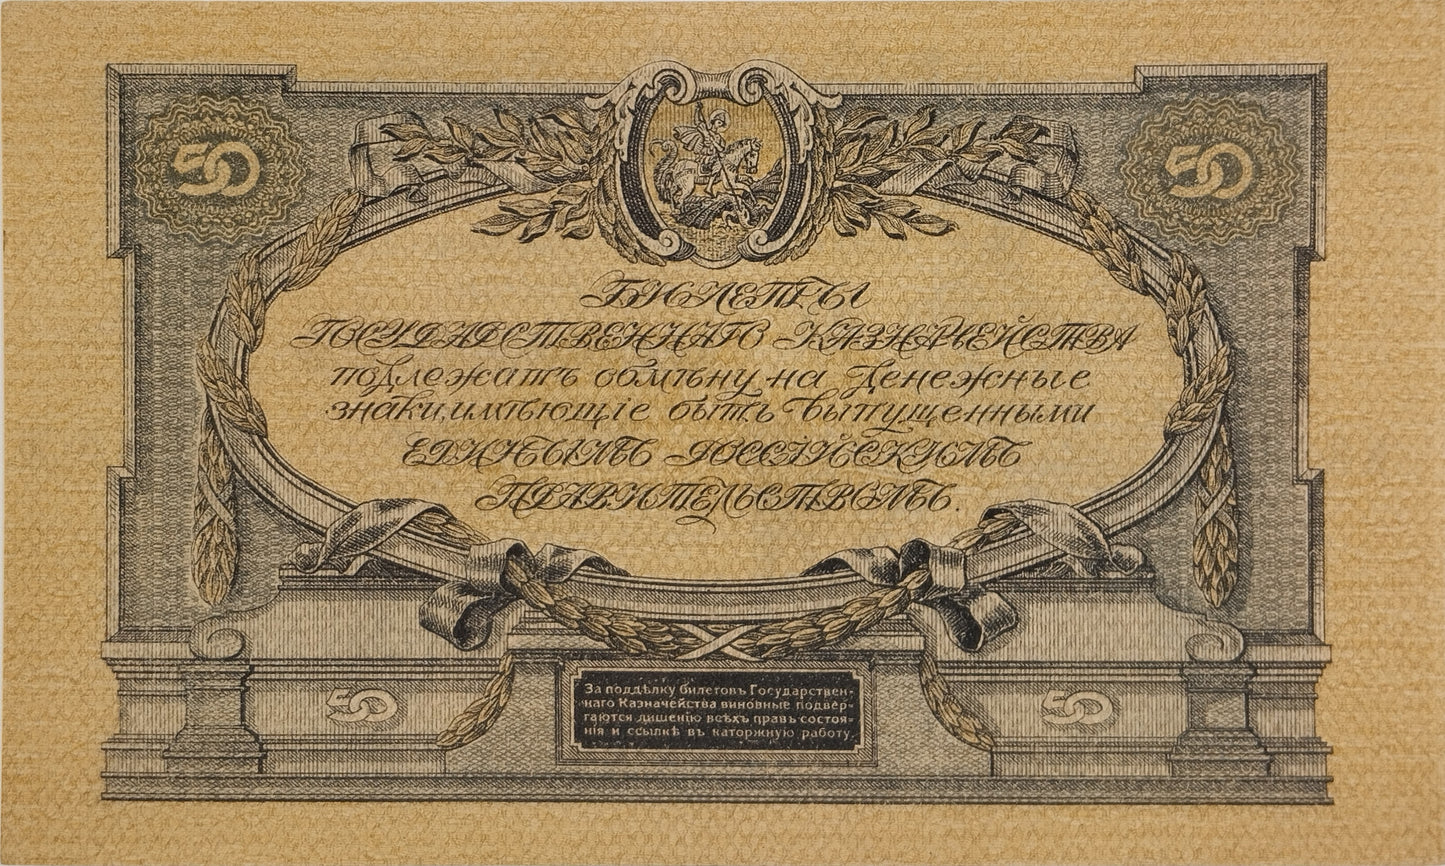 50
50
БИЛЕТЫ
ГОСУДАРСТВЕННАГО КАЗНАЧЕЙСТВА
подлежатъ обмѣну на денежные
знаки, имѣющіе быть выпущенными
ЕДИНЫМЪ РОССІЙСКИМЪ
ПРАВИТЕЛЬСТВОМЪ.
50
50
За поддѣлку билетовъ Государствен-
наго Казначейства виновные подвер-
гаются лишенію всѣхъ правъ состоя-
нія и ссылкѣ въ каторжную работу.